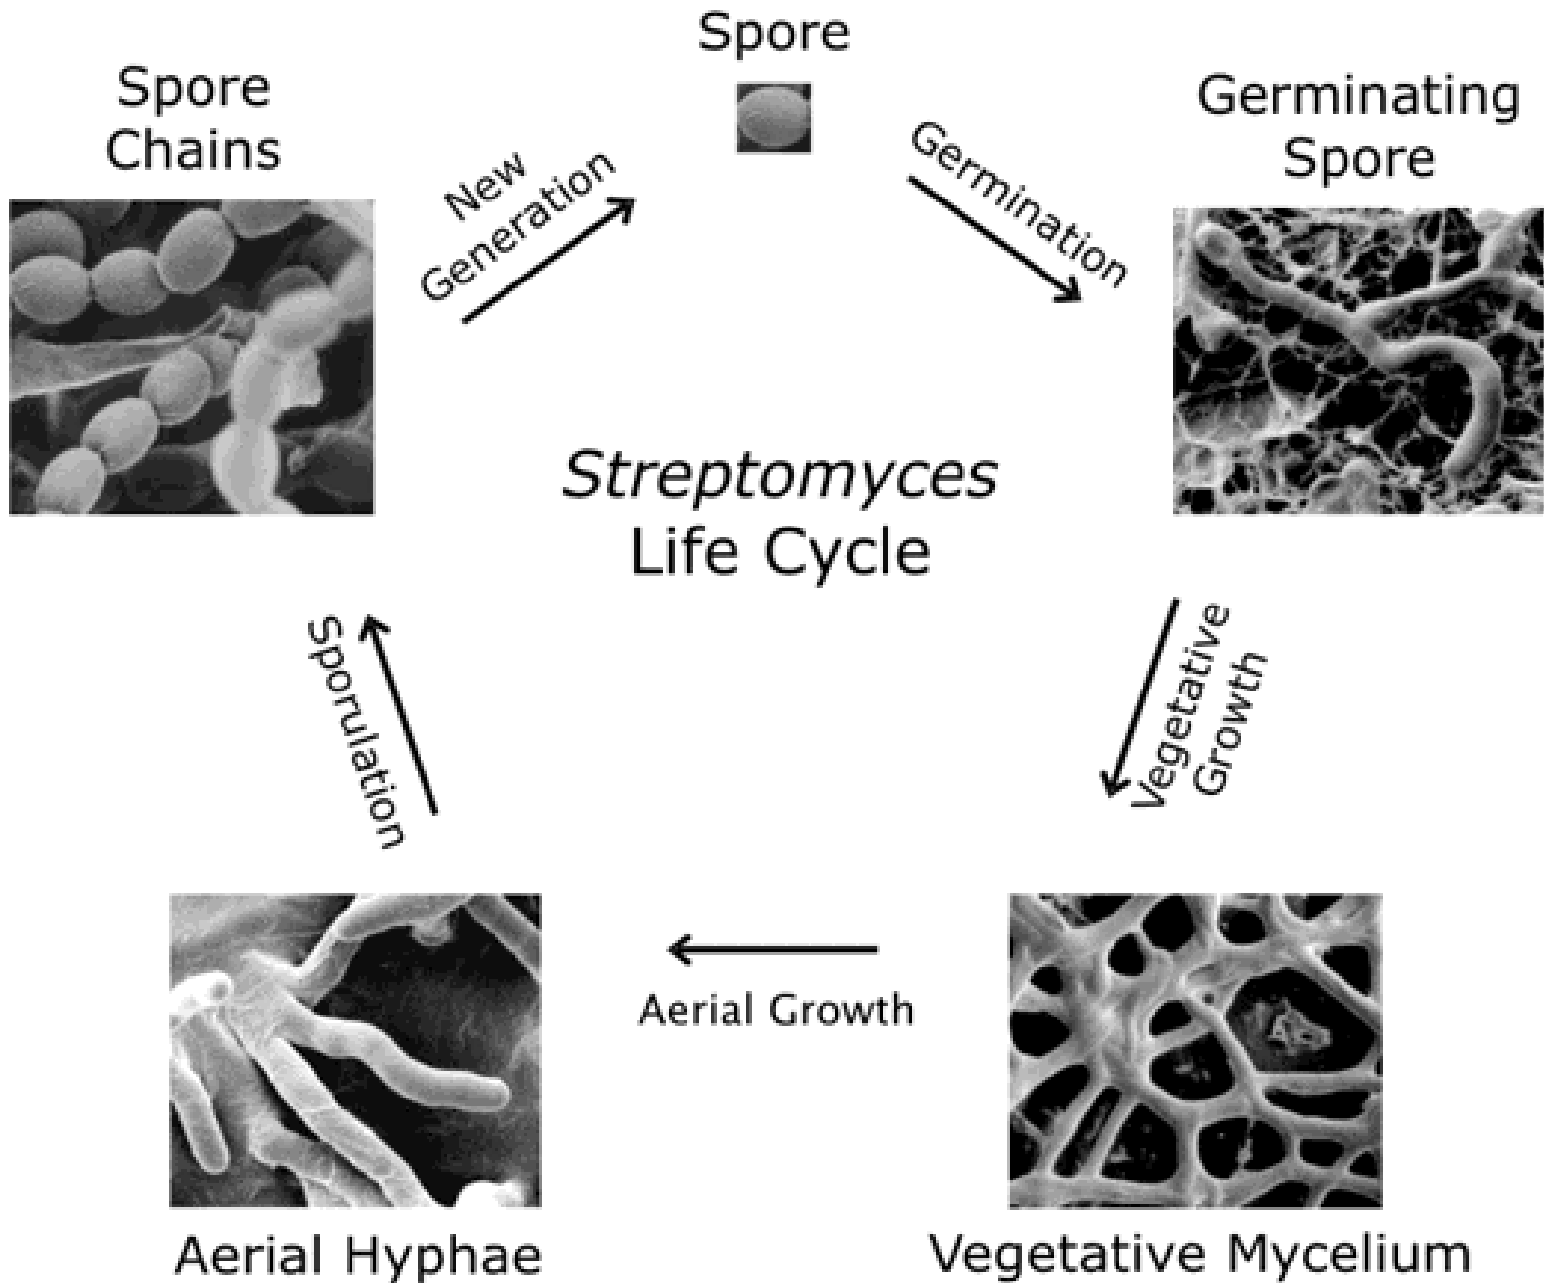 Spore
Spore
Chains
Germinating
Spore
New
Generation
Germination
Streptomyces
Life Cycle
Sporulation
Vegetative
Growth
Aerial Growth
Aerial Hyphae
Vegetative Mycelium